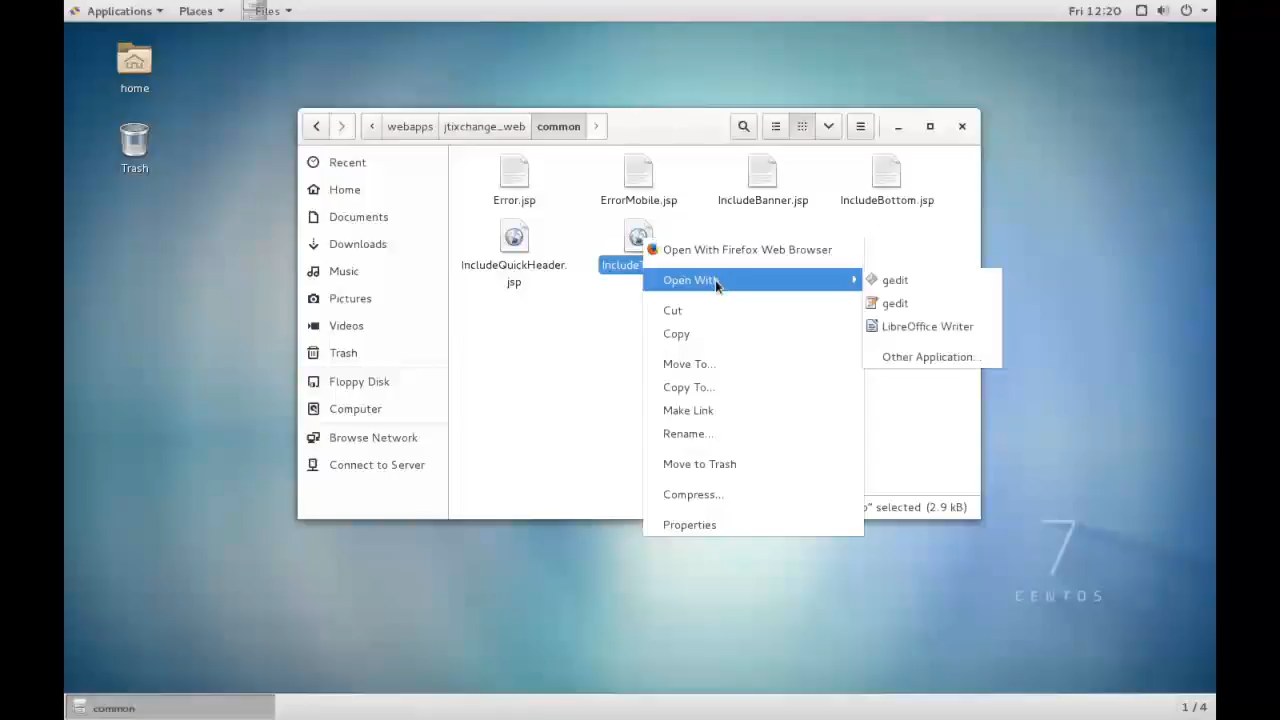 Applications Places Files Fri 12:20
home
Trash
webapps jtixchange_web common
Recent
Home
Documents
Downloads
Music
Pictures
Videos
Trash
Floppy Disk
Computer
Browse Network
Connect to Server
Error.jsp ErrorMobile.jsp IncludeBanner.jsp IncludeBottom.jsp
IncludeQuickHeader.
jsp
Open With Firefox Web Browser
Open With
Cut
Copy
Move To...
Copy To...
Make Link
Rename...
Move to Trash
Compress...
Properties
gedit
gedit
LibreOffice Writer
Other Application...
selected (2.9 kB)
7
CENTOS
common 1 / 4